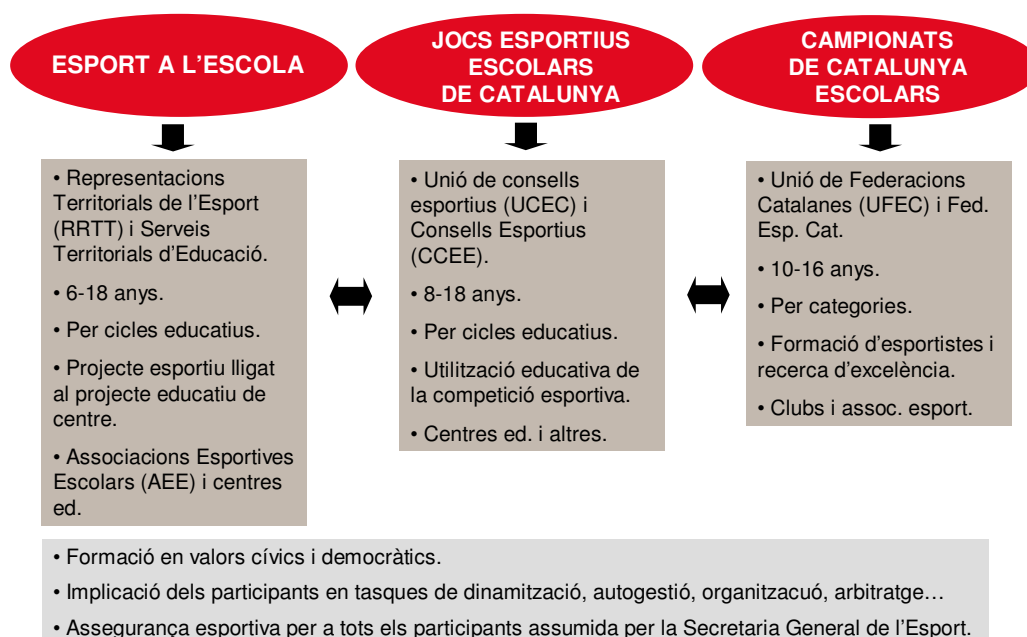 ESPORT A L'ESCOLA
JOCS ESPORTIUS
ESCOLARS
DE CATALUNYA
CAMPIONATS
DE CATALUNYA
ESCOLARS
• Representacions
Territorials de l'Esport
(RRTT) i Serveis
Territorials d'Educació.
• 6-18 anys.
• Per cicles educatius.
• Projecte esportiu lligat
al projecte educatiu de
centre.
• Associacions Esportives
Escolars (AEE) i centres
ed.
• Unió de consells
esportius (UCEC) i
Consells Esportius
(CCEE).
• 8-18 anys.
• Per cicles educatius.
• Utilització educativa de
la competició esportiva.
• Centres ed. i altres.
• Unió de Federacions
Catalanes (UFEC) i Fed.
Esp. Cat.
• 10-16 anys.
• Per categories.
• Formació d'esportistes i
recerca d'excelència.
• Clubs i assoc. esport.
• Formació en valors cívics i democràtics.
• Implicació dels participants en tasques de dinamització, autogestió, organitzacuó, arbitratge…
• Assegurança esportiva per a tots els participants assumida per la Secretaria General de l'Esport.